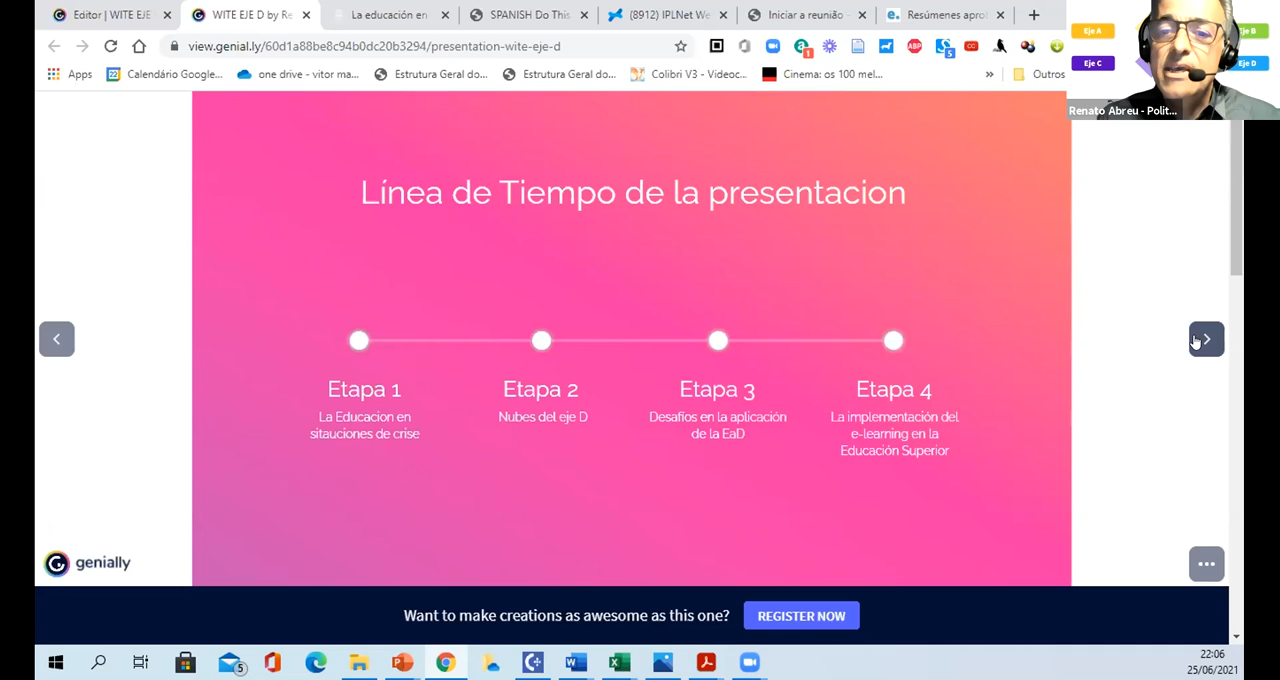 Editor | WITE EJE
WITE EJE D by Re
La educación en
SPANISH Do This
(8912) IPLNet We
Iniciar a reunião -
Resúmenes aprob
view.genial.ly/60d1a88be8c94b0dc20b3294/presentation-wite-eje-d
Apps
Calendário Google...
one drive - vitor ma...
Estrutura Geral do...
Estrutura Geral do...
Colibri V3 - Videoc...
Cinema: os 100 mel...
»
Outros
Eje A
Eje B
Eje C
Eje D
Renato Abreu - Polit...
Línea de Tiempo de la presentacion
Etapa 1
La Educacion en
sitauciones de crise
Etapa 2
Nubes del eje D
Etapa 3
Desafíos en la aplicación
de la EaD
Etapa 4
La implementación del
e-learning en la
Educación Superior
genially
Want to make creations as awesome as this one?
REGISTER NOW
22:06
25/06/2021